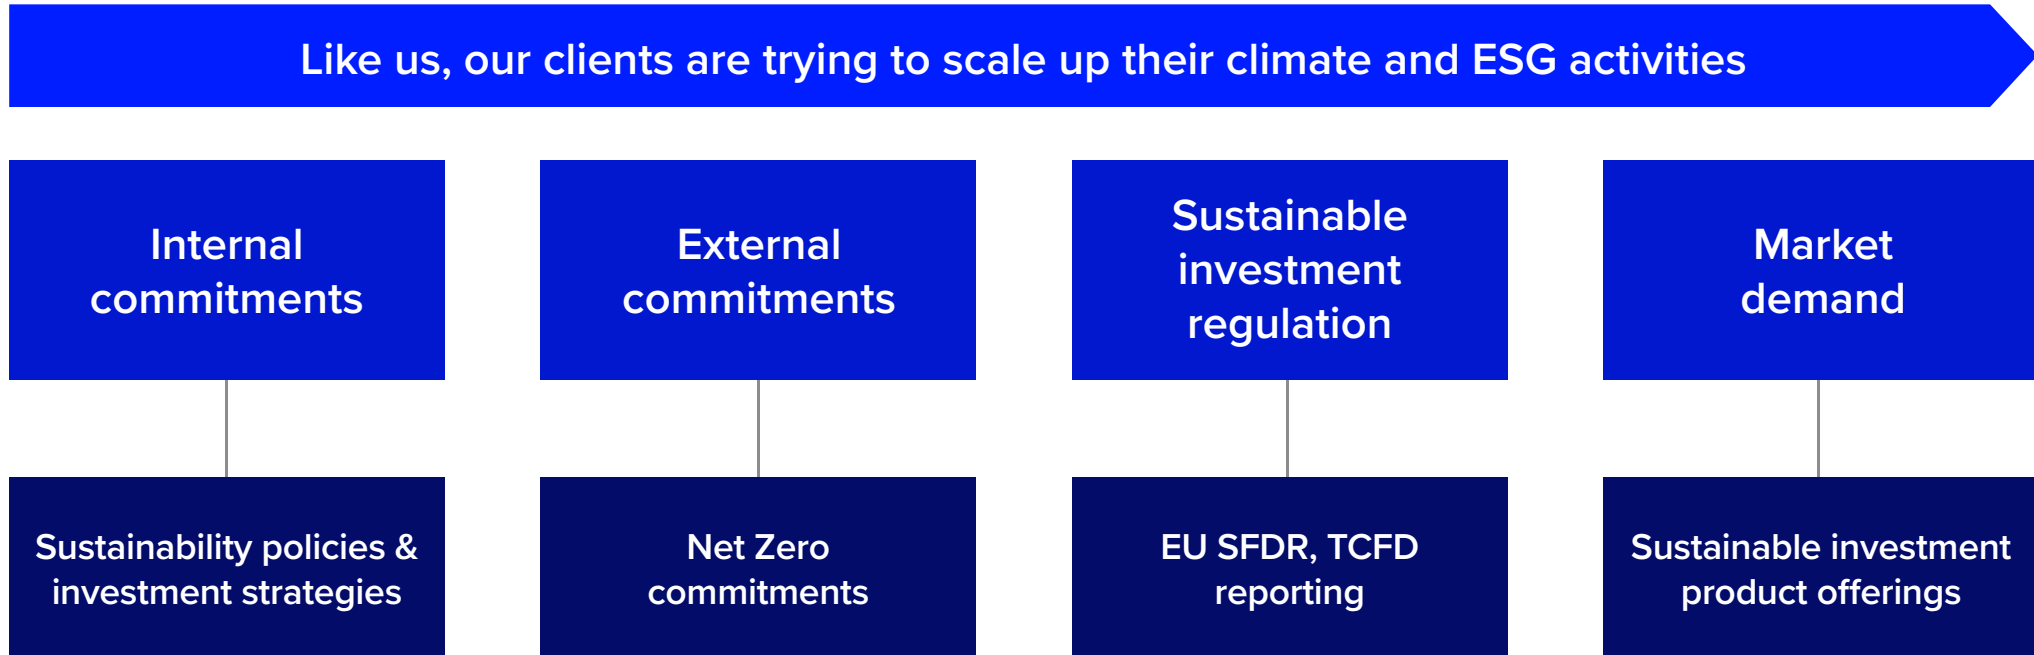 Like us, our clients are trying to scale up their climate and ESG activities
Internal
commitments
Sustainability policies &
investment strategies
External
commitments
Net Zero
commitments
Sustainable
investment
regulation
EU SFDR, TCFD
reporting
Market
demand
Sustainable investment
product offerings